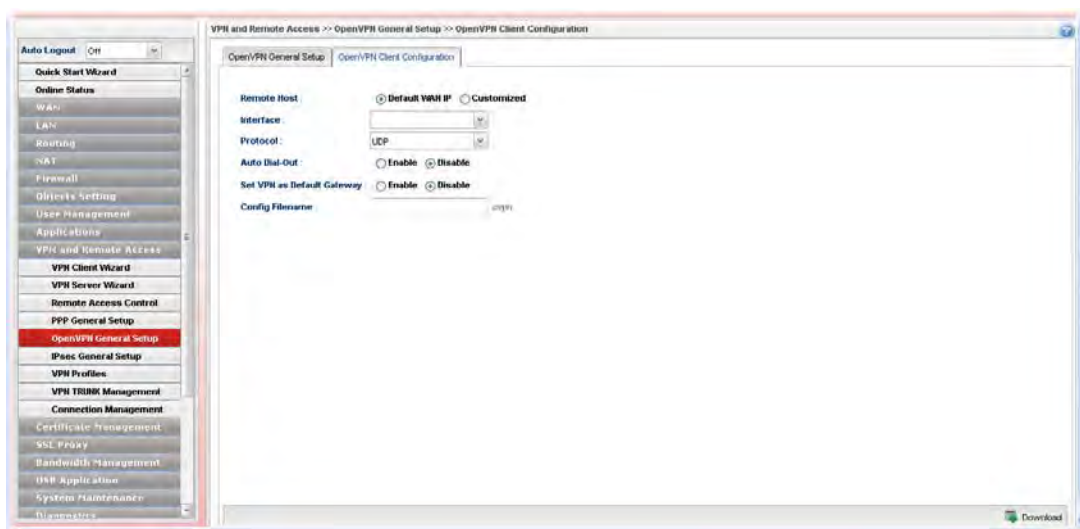 VPN and Remote Access >> OpenVPN General Setup >> OpenVPN Client Configuration
Auto Logout Off
Quick Start Wizard
Online Status
WAN
LAN
Routing
NAT
Firewall
Objects Setting
User Management
Applications
VPN and Remote Access
VPN Client Wizard
VPN Server Wizard
Remote Access Control
PPP General Setup
OpenVPN General Setup
IPsec General Setup
VPN Profiles
VPN TRUNK Management
Connection Management
Certificate Management
SSL Proxy
Bandwidth Management
USB Application
System Maintenance
Diagnostics
OpenVPN General Setup OpenVPN Client Configuration
Remote Host : Default WAN IP Customized
Interface :
Protocol : UDP
Auto Dial-Out : Enable Disable
Set VPN as Default Gateway : Enable Disable
Config Filename : .ovpn
Download